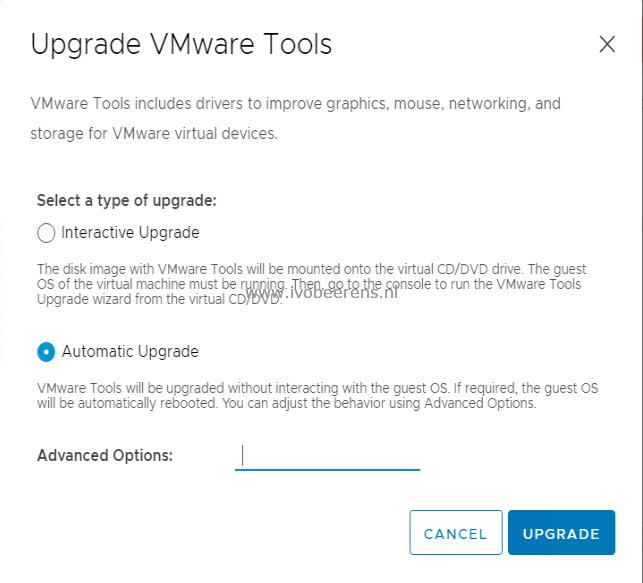 Upgrade VMware Tools
VMware Tools includes drivers to improve graphics, mouse, networking, and
storage for VMware virtual devices.
Select a type of upgrade:
Interactive Upgrade
The disk image with VMware Tools will be mounted onto the virtual CD/DVD drive. The guest
OS of the virtual machine must be running. Then, go to the console to run the VMware Tools
Upgrade wizard from the virtual CD/DVD.
www.ivobeerens.nl
Automatic Upgrade
VMware Tools will be upgraded without interacting with the guest OS. If required, the guest OS
will be automatically rebooted. You can adjust the behavior using Advanced Options.
Advanced Options:
CANCEL
UPGRADE